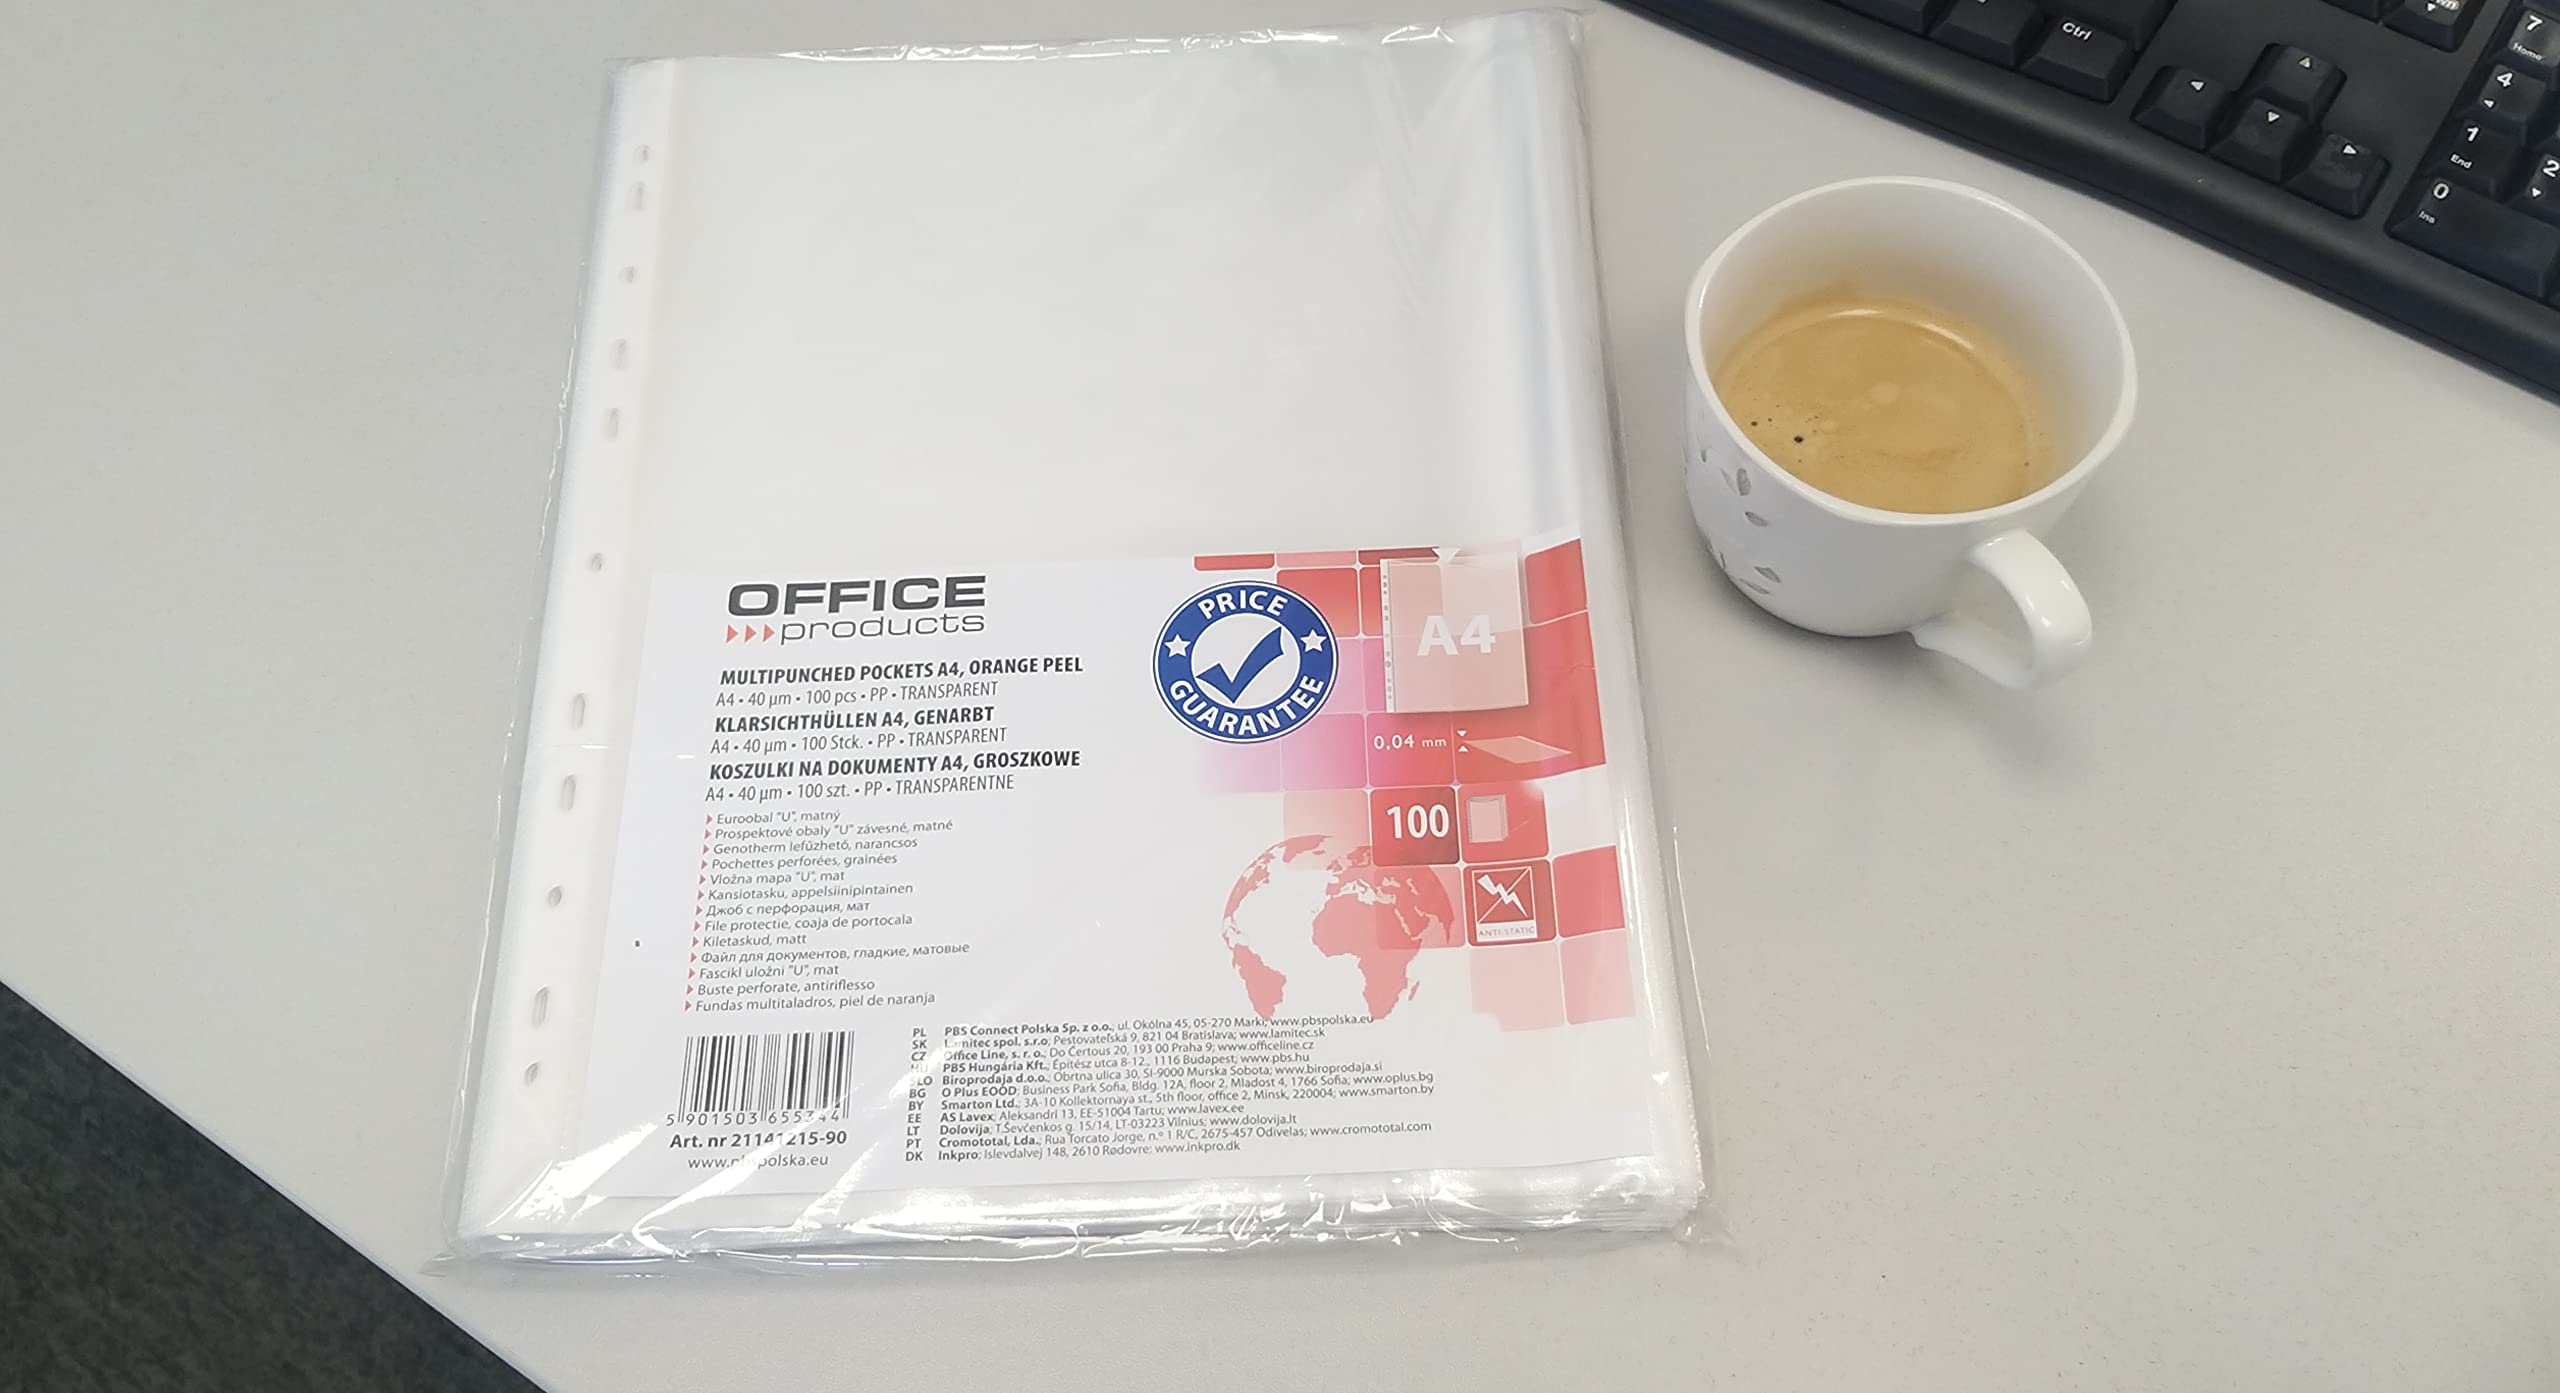 OFFICE
products
MULTIPUNCHED POCKETS A4, ORANGE PEEL
A4 • 40 µm • 100 pcs • PP • TRANSPARENT
KLARSICHTHÜLLEN A4, GENARBT
A4 • 40 µm • 100 Stck. • PP • TRANSPARENT
KOSZULKI NA DOKUMENTY A4, GROSZKOWE
A4 • 40 µm • 100 szt. • PP • TRANSPARENTNE
Euroobal "U", matný
Prospektové obaly "U" závesné, matné
Genotherm lefűzhető, narancsos
Pochettes perforées, grainées
Vložna mapa "U", mat
Kansiotasku, appelsiinipintainen
Джоб с перфорация, мат
File protectie, coaja de portocala
Kiletaskud, matt
Файл для документов, гладкие, матовые
Fascikl uložni "U", mat
Buste perforate, antiriflesso
Fundas multitaladros, piel de naranja
PRICE
GUARANTEE
A4
0,04 mm
100
ANTI-STATIC
5 901503 655344
Art. nr 21141215-90
www.pbspolska.eu
PL PBS Connect Polska Sp. z o.o.; ul. Okólna 45, 05-270 Marki; www.pbspolska.eu
SK Lamitec spol. s.r.o; Pestovateľská 9, 821 04 Bratislava; www.lamitec.sk
CZ Office Line, s. r. o.; Do Čertous 20, 193 00 Praha 9; www.officeline.cz
HU PBS Hungária Kft.; Építész utca 8-12., 1116 Budapest; www.pbs.hu
SLO Biroprodaja d.o.o.; Obrtna ulica 30, SI-9000 Murska Sobota; www.biroprodaja.si
BG O Plus EOOD; Business Park Sofia, Bldg. 12A, floor 2, Mladost 4, 1766 Sofia; www.oplus.bg
BY Smarton Ltd.; 3A-10 Kollektornaya st., 5th floor, office 2, Minsk, 220004; www.smarton.by
EE AS Lavex; Aleksandri 13, EE-51004 Tartu; www.lavex.ee
LT Dolovija; T.Ševčenkos g. 15/14, LT-03223 Vilnius; www.dolovija.lt
PT Cromototal, Lda.; Rua Torcato Jorge, n.º 1 R/C, 2675-457 Odivelas; www.cromototal.com
DK Inkpro; Islevdalvej 148, 2610 Rødovre; www.inkpro.dk
Ctrl
7
Home
4
1
End
2
0
Ins